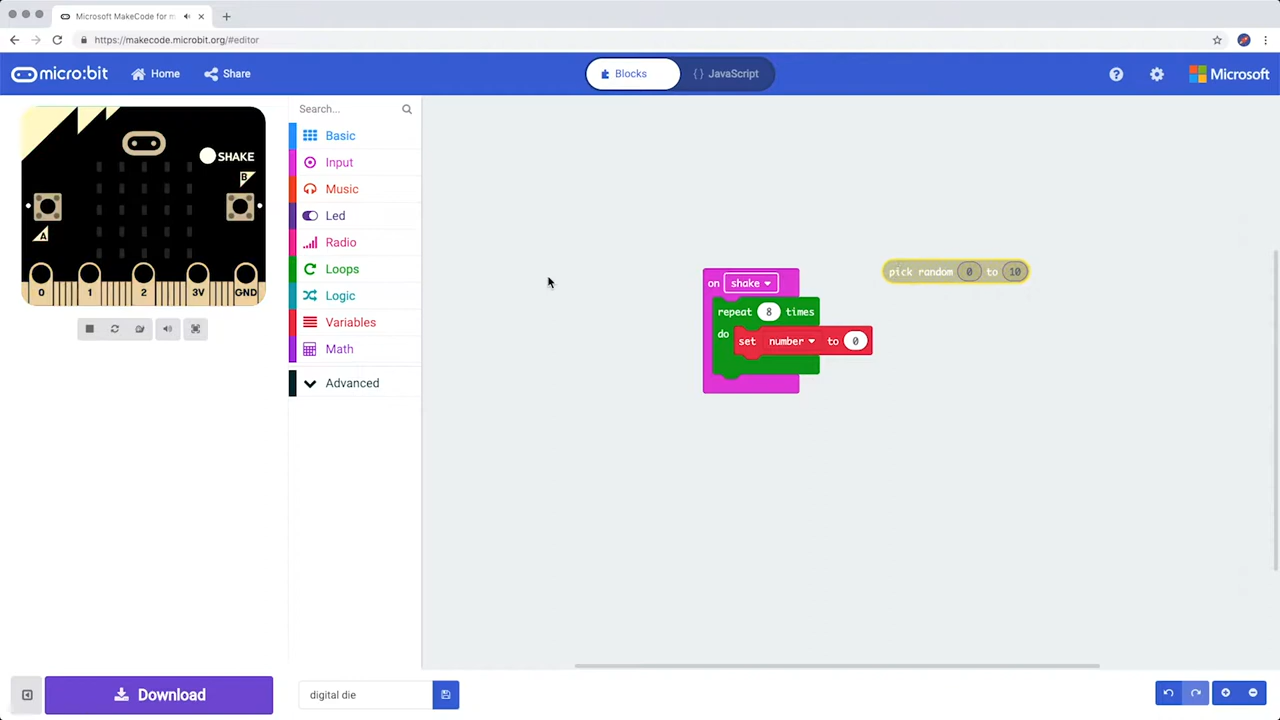 Microsoft MakeCode for m
https://makecode.microbit.org/#editor
micro:bit
Home
Share
Blocks
{ } JavaScript
Microsoft
SHAKE
B
A
0 1 2 3V GND
Search...
Basic
Input
Music
Led
Radio
Loops
Logic
Variables
Math
Advanced
on shake
repeat 8 times
do set number to 0
pick random 0 to 10
Download
digital die